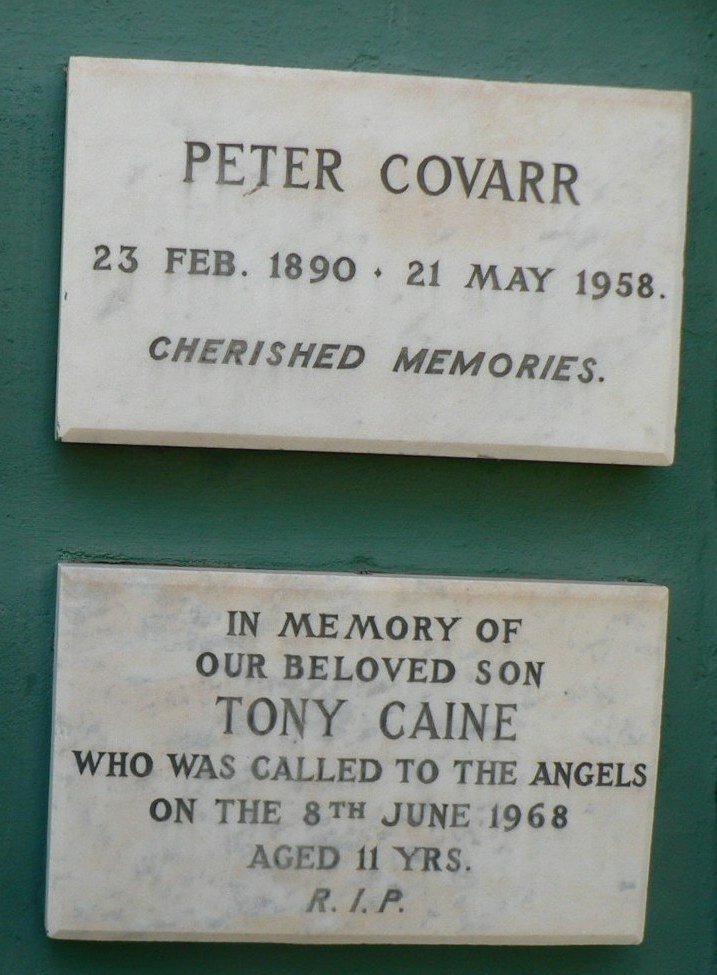 PETER COVARR
23 FEB. 1890 · 21 MAY 1958.
CHERISHED MEMORIES.
IN MEMORY OF
OUR BELOVED SON
TONY CAINE
WHO WAS CALLED TO THE ANGELS
ON THE 8TH JUNE 1968
AGED 11 YRS.
R.I.P.